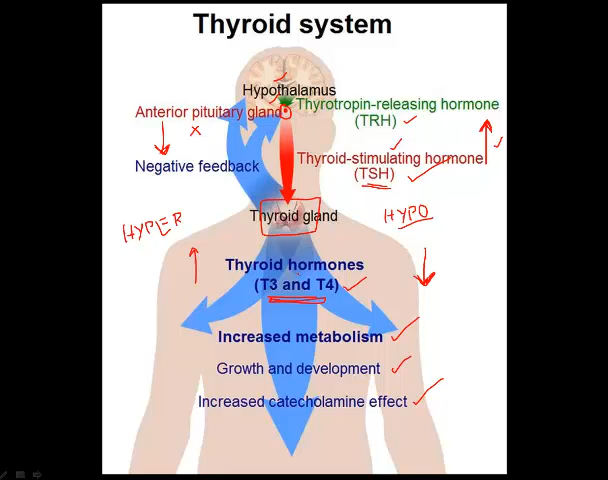 Thyroid system
Hypothalamus
Anterior pituitary gland
Thyrotropin-releasing hormone
(TRH)
Negative feedback
Thyroid-stimulating hormone
(TSH)
Thyroid gland
HYPER
HYPO
Thyroid hormones
(T3 and T4)
Increased metabolism
Growth and development
Increased catecholamine effect